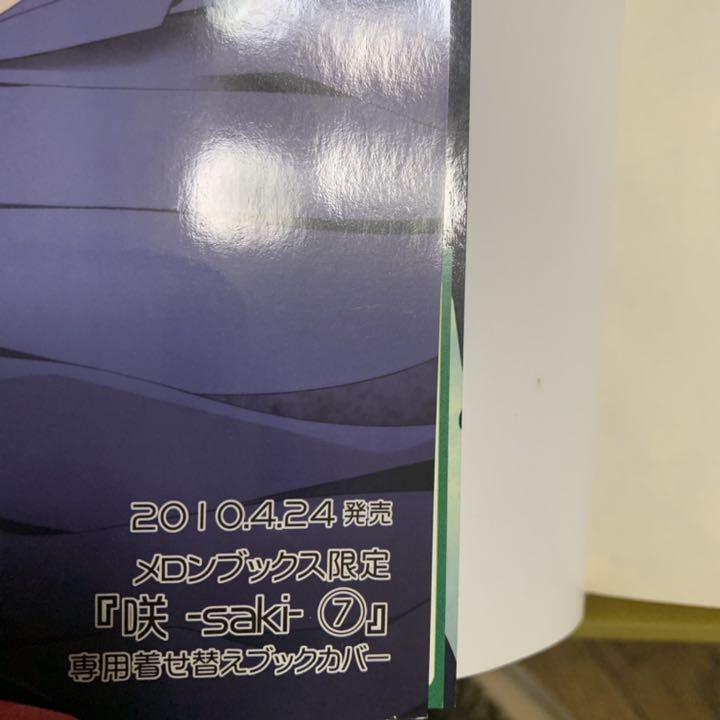 2010.4.24 発売
メロンブックス限定
『咲 -saki- ⑦』
専用着せ替えブックカバー